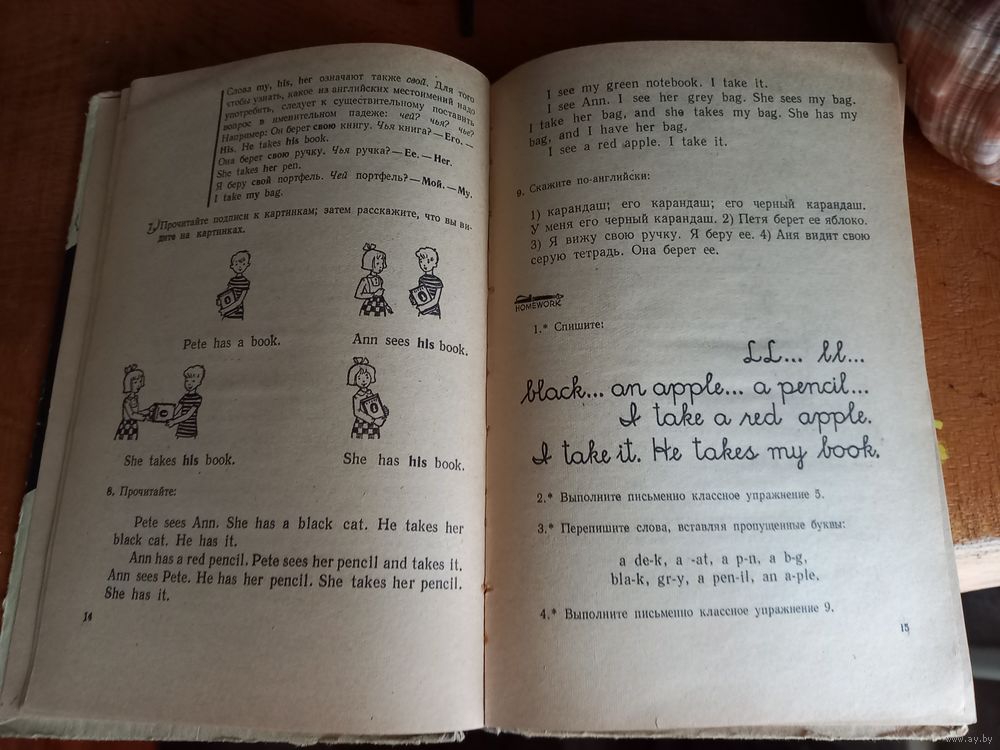 Слова my, his, her означают также свой. Для того
чтобы узнать, какое из английских местоимений надо
употребить, следует к существительному поставить
вопрос в именительном падеже: чей? чья? чье?
Например: Он берет свою книгу. Чья книга? — Его. —
His. He takes his book.
Она берет свою ручку. Чья ручка? — Ее. — Her.
She takes her pen.
Я беру свой портфель. Чей портфель? — Мой. — My.
I take my bag.
7. Прочитайте подписи к картинкам; затем расскажите, что вы ви-
дите на картинках.
Pete has a book.
Ann sees his book.
She takes his book.
She has his book.
8. Прочитайте:
Pete sees Ann. She has a black cat. He takes her
black cat. He has it.
Ann has a red pencil. Pete sees her pencil and takes it.
Ann sees Pete. He has her pencil. She takes her pencil.
She has it.
14
I see my green notebook. I take it.
I see Ann. I see her grey bag. She sees my bag.
I take her bag, and she takes my bag. She has my
bag, and I have her bag.
I see a red apple. I take it.
9. Скажите по-английски:
1) карандаш; его карандаш; его черный карандаш.
У меня его черный карандаш. 2) Петя берет ее яблоко.
3) Я вижу свою ручку. Я беру ее. 4) Аня видит свою
серую тетрадь. Она берет ее.
HOMEWORK
1.* Спишите:
LL... ll...
black... an apple... a pencil...
I take a red apple.
I take it. He takes my book.
2.* Выполните письменно классное упражнение 5.
3.* Перепишите слова, вставляя пропущенные буквы:
a de-k, a -at, a p-n, a b-g,
bla-k, gr-y, a pen-il, an a-ple.
4.* Выполните письменно классное упражнение 9.
15
www.ay.by